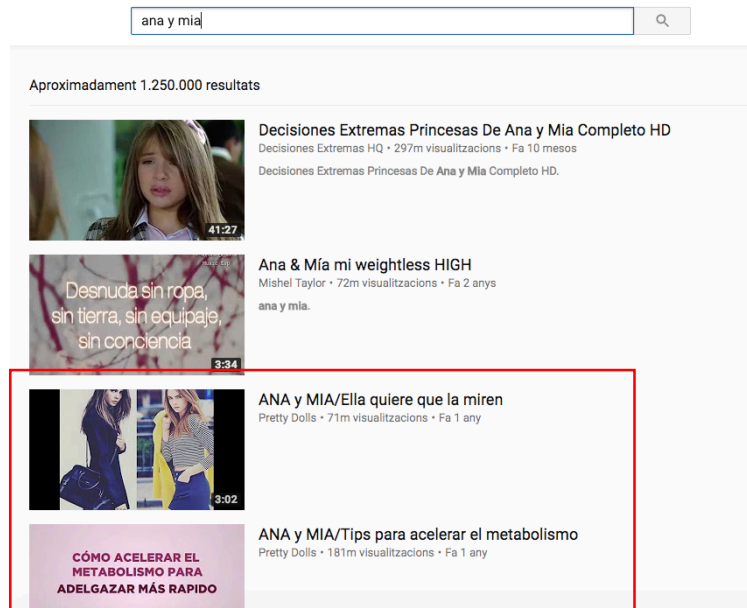 ana y mia
Aproximadament 1.250.000 resultats
Decisiones Extremas Princesas De Ana y Mia Completo HD
Decisiones Extremas HQ • 297m visualitzacions • Fa 10 mesos
Decisiones Extremas Princesas De Ana y Mia Completo HD.
41:27
Ana & Mía mi weightless HIGH
Mishel Taylor • 72m visualitzacions • Fa 2 anys
ana y mia.
Desnuda sin ropa,
sin tierra, sin equipaje,
sin conciencia
3:34
ANA y MIA/Ella quiere que la miren
Pretty Dolls • 71m visualitzacions • Fa 1 any
3:02
ANA y MIA/Tips para acelerar el metabolismo
Pretty Dolls • 181m visualitzacions • Fa 1 any
CÓMO ACELERAR EL
METABOLISMO PARA
ADELGAZAR MÁS RAPIDO